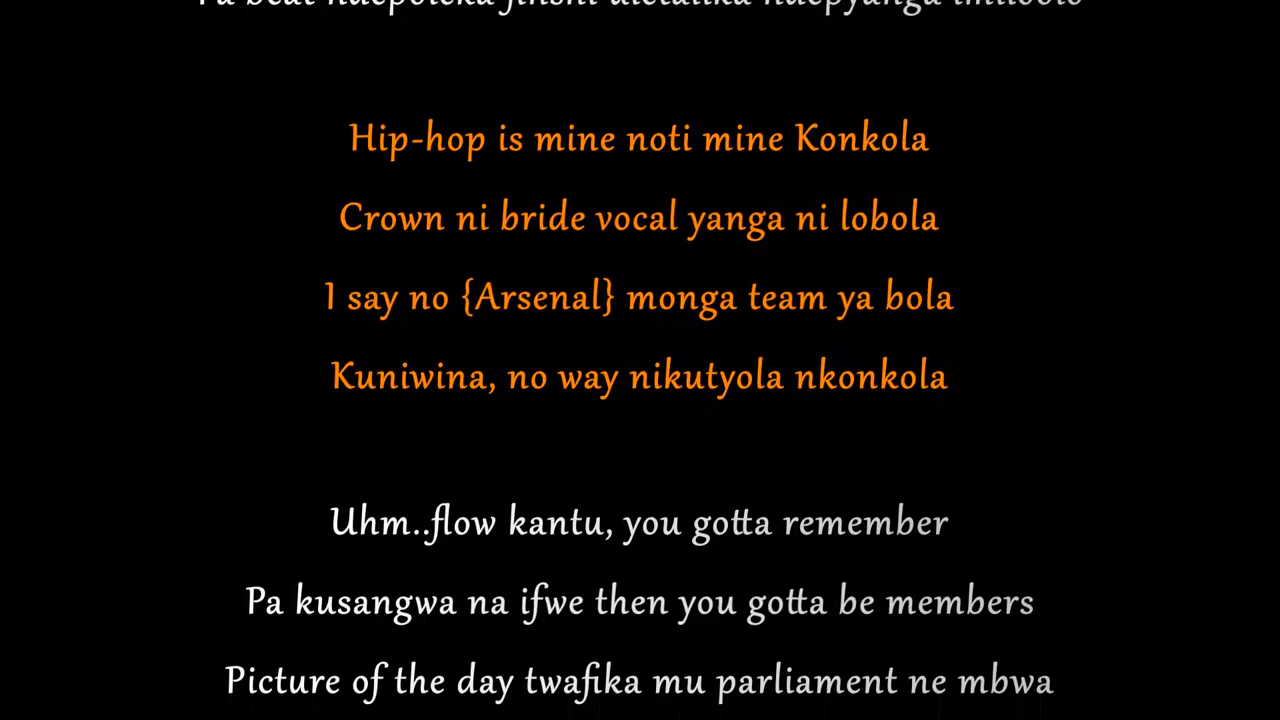 Hip-hop is mine noti mine Konkola
Crown ni bride vocal yanga ni lobola
I say no {Arsenal} monga team ya bola
Kuniwina, no way nikutyola nkonkola
Uhm..flow kantu, you gotta remember
Pa kusangwa na ifwe then you gotta be members
Picture of the day twafika mu parliament ne mbwa